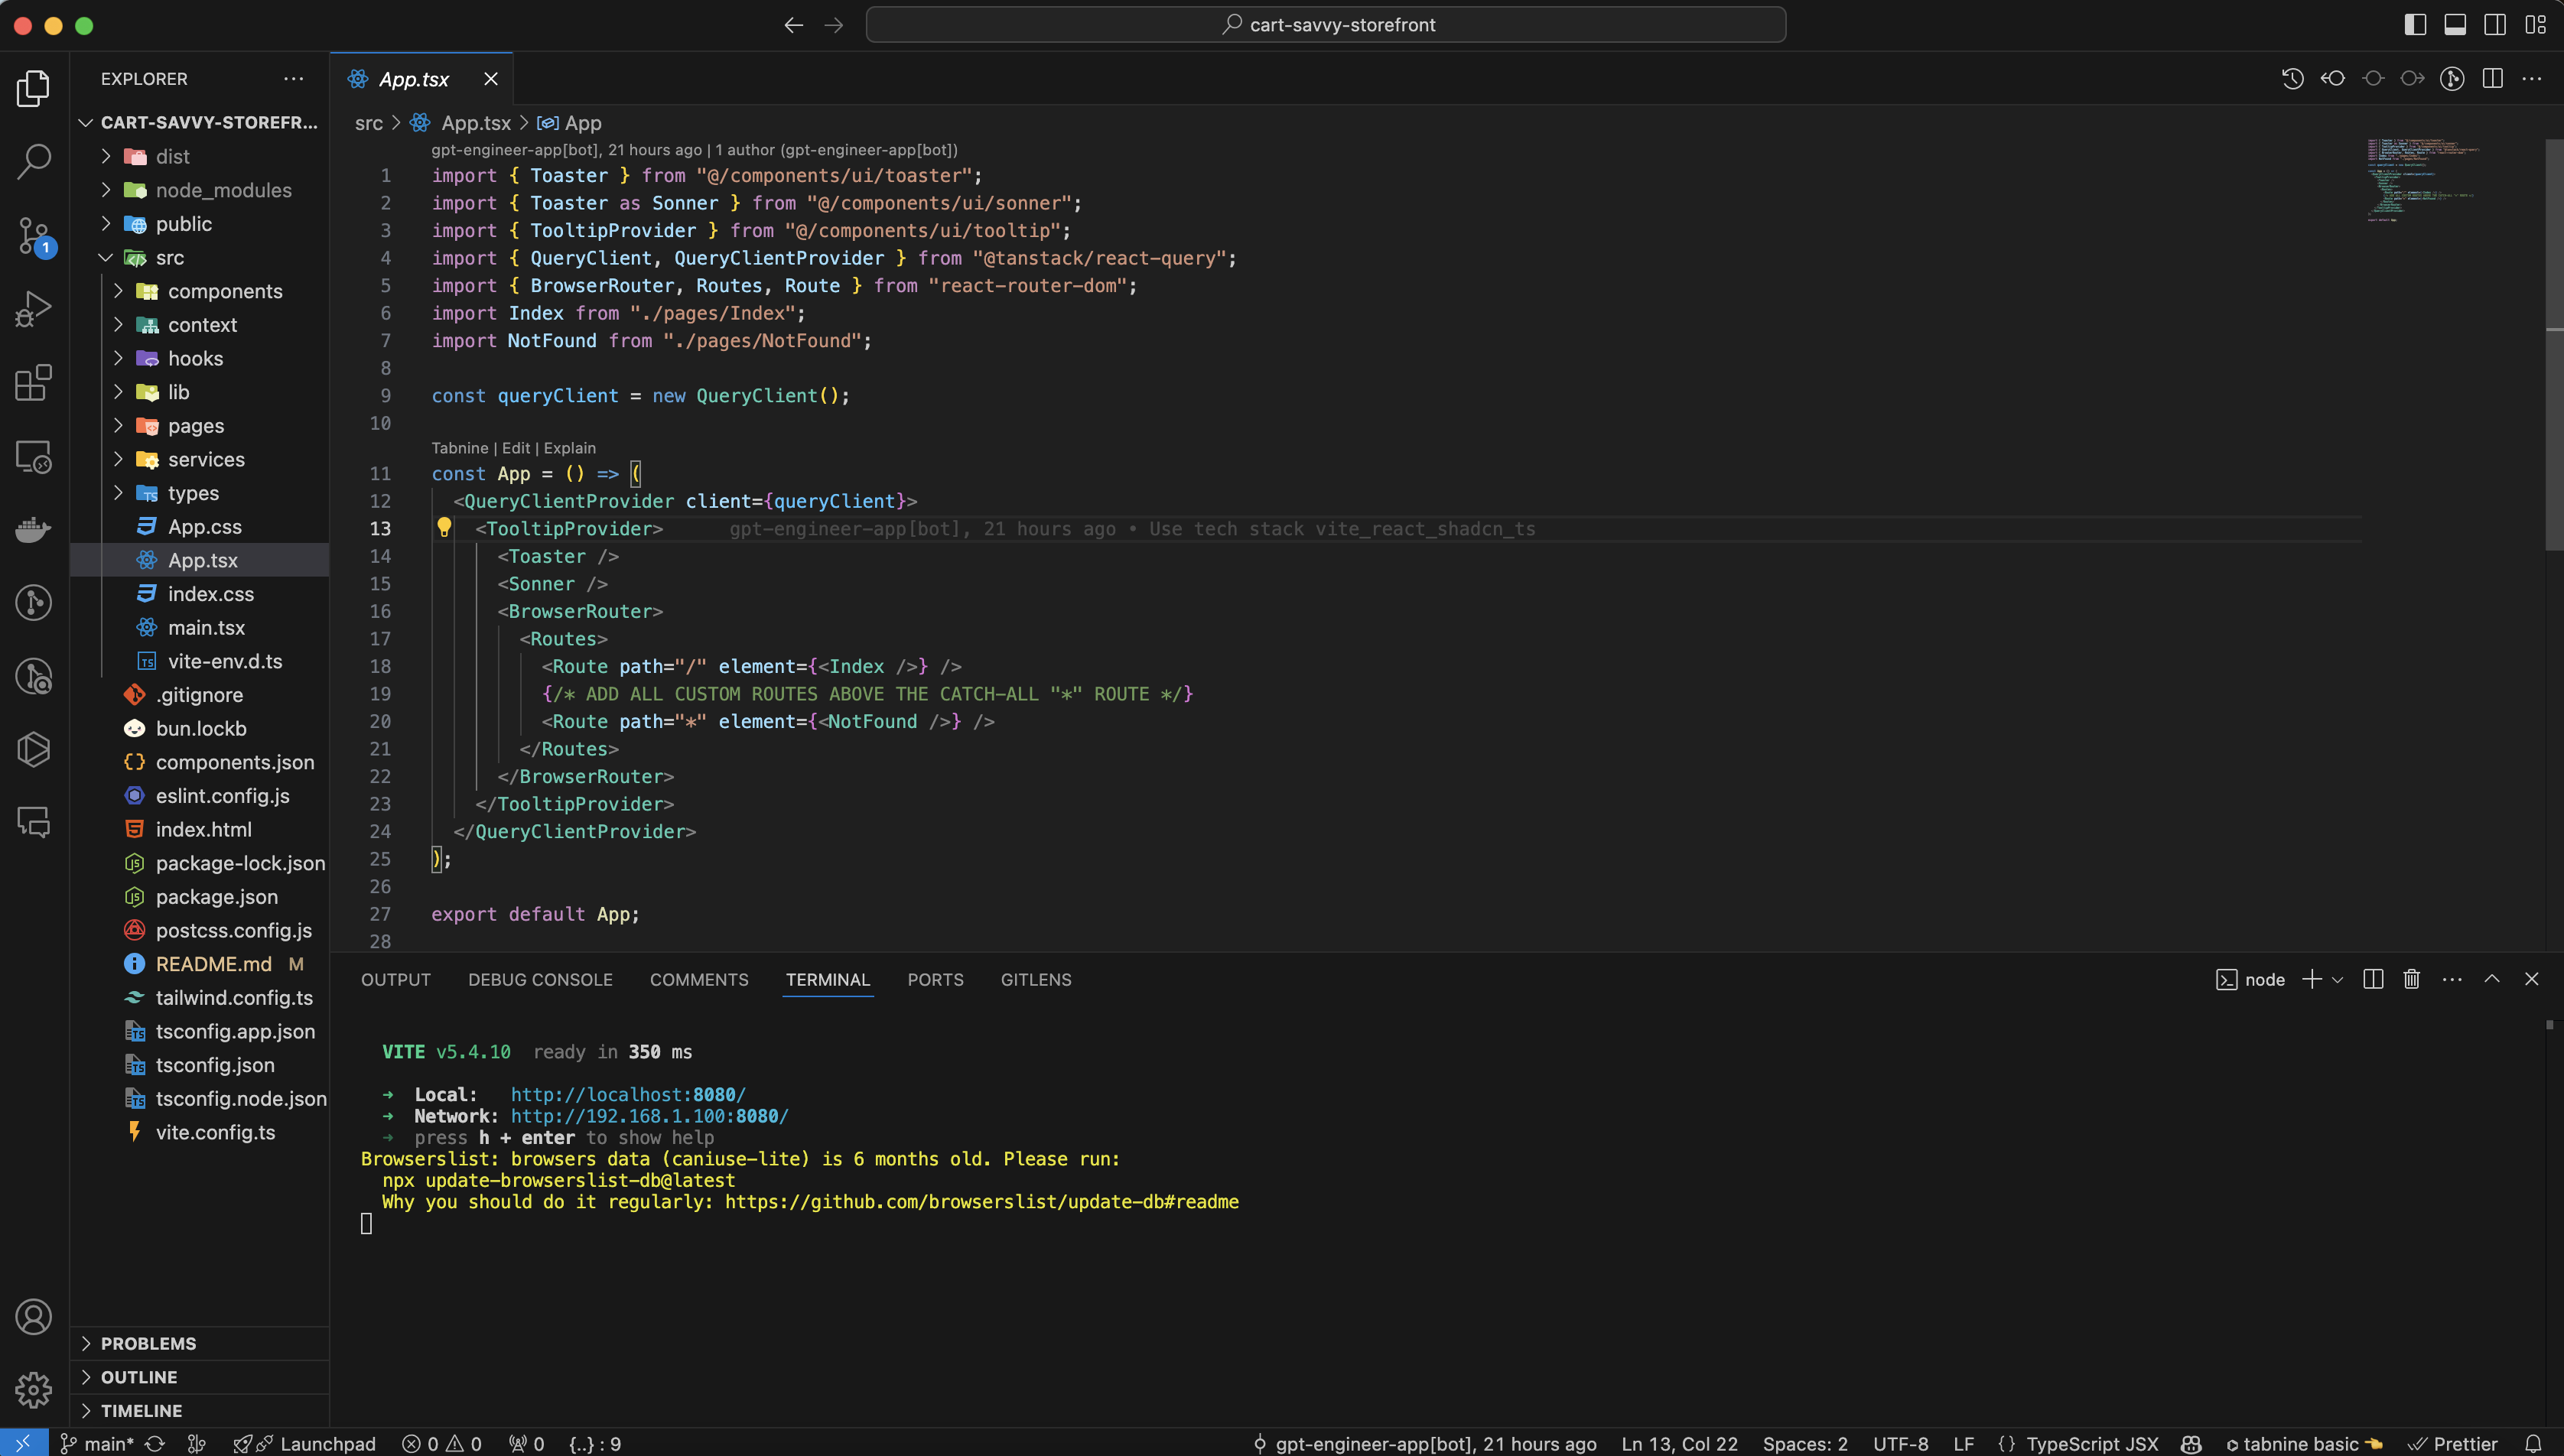 cart-savvy-storefront
EXPLORER
CART-SAVVY-STOREFR...
dist
node_modules
public
src
components
context
hooks
lib
pages
services
types
App.css
App.tsx
index.css
main.tsx
vite-env.d.ts
.gitignore
bun.lockb
components.json
eslint.config.js
index.html
package-lock.json
package.json
postcss.config.js
README.md M
tailwind.config.ts
tsconfig.app.json
tsconfig.json
tsconfig.node.json
vite.config.ts
PROBLEMS
OUTLINE
TIMELINE
1
App.tsx
src > App.tsx > App
gpt-engineer-app[bot], 21 hours ago | 1 author (gpt-engineer-app[bot])
1 import { Toaster } from "@/components/ui/toaster";
2 import { Toaster as Sonner } from "@/components/ui/sonner";
3 import { TooltipProvider } from "@/components/ui/tooltip";
4 import { QueryClient, QueryClientProvider } from "@tanstack/react-query";
5 import { BrowserRouter, Routes, Route } from "react-router-dom";
6 import Index from "./pages/Index";
7 import NotFound from "./pages/NotFound";
8
9 const queryClient = new QueryClient();
10
Tabnine | Edit | Explain
11 const App = () => (
12 <QueryClientProvider client={queryClient}>
13 <TooltipProvider> gpt-engineer-app[bot], 21 hours ago • Use tech stack vite_react_shadcn_ts
14 <Toaster />
15 <Sonner />
16 <BrowserRouter>
17 <Routes>
18 <Route path="/" element={<Index />} />
19 {/* ADD ALL CUSTOM ROUTES ABOVE THE CATCH-ALL "*" ROUTE */}
20 <Route path="*" element={<NotFound />} />
21 </Routes>
22 </BrowserRouter>
23 </TooltipProvider>
24 </QueryClientProvider>
25 );
26
27 export default App;
28
OUTPUT DEBUG CONSOLE COMMENTS TERMINAL PORTS GITLENS
node
VITE v5.4.10 ready in 350 ms
➜ Local: http://localhost:8080/
➜ Network: http://192.168.1.100:8080/
➜ press h + enter to show help
Browserslist: browsers data (caniuse-lite) is 6 months old. Please run:
npx update-browserslist-db@latest
Why you should do it regularly: https://github.com/browserslist/update-db#readme
main* Launchpad 0 0 0 {..} : 9
gpt-engineer-app[bot], 21 hours ago Ln 13, Col 22 Spaces: 2 UTF-8 LF {} TypeScript JSX tabnine basic Prettier